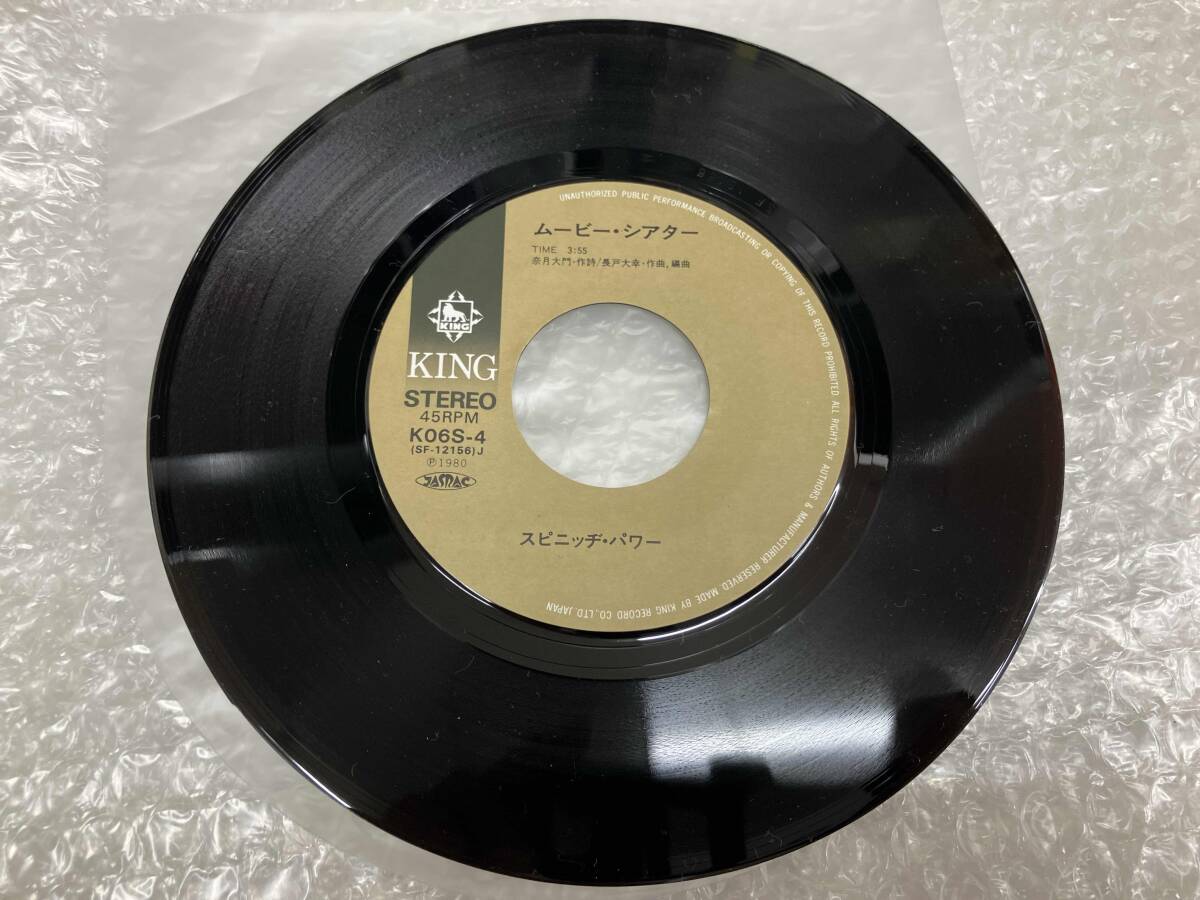 ムービー・シアター
TIME 3:55
奈月大門・作詩/長戸大幸・作曲,編曲
KING
KING
STEREO
45RPM
K06S-4
(SF-12156)J
Ⓟ1980
JASRAC
スピニッヂ・パワー
UNAUTHORIZED PUBLIC PERFORMANCE BROADCASTING OR COPYING OF THIS RECORD PROHIBITED ALL RIGHTS OF AUTHORS & MANUFACTURER RESERVED. MADE BY KING RECORD CO., LTD. JAPAN